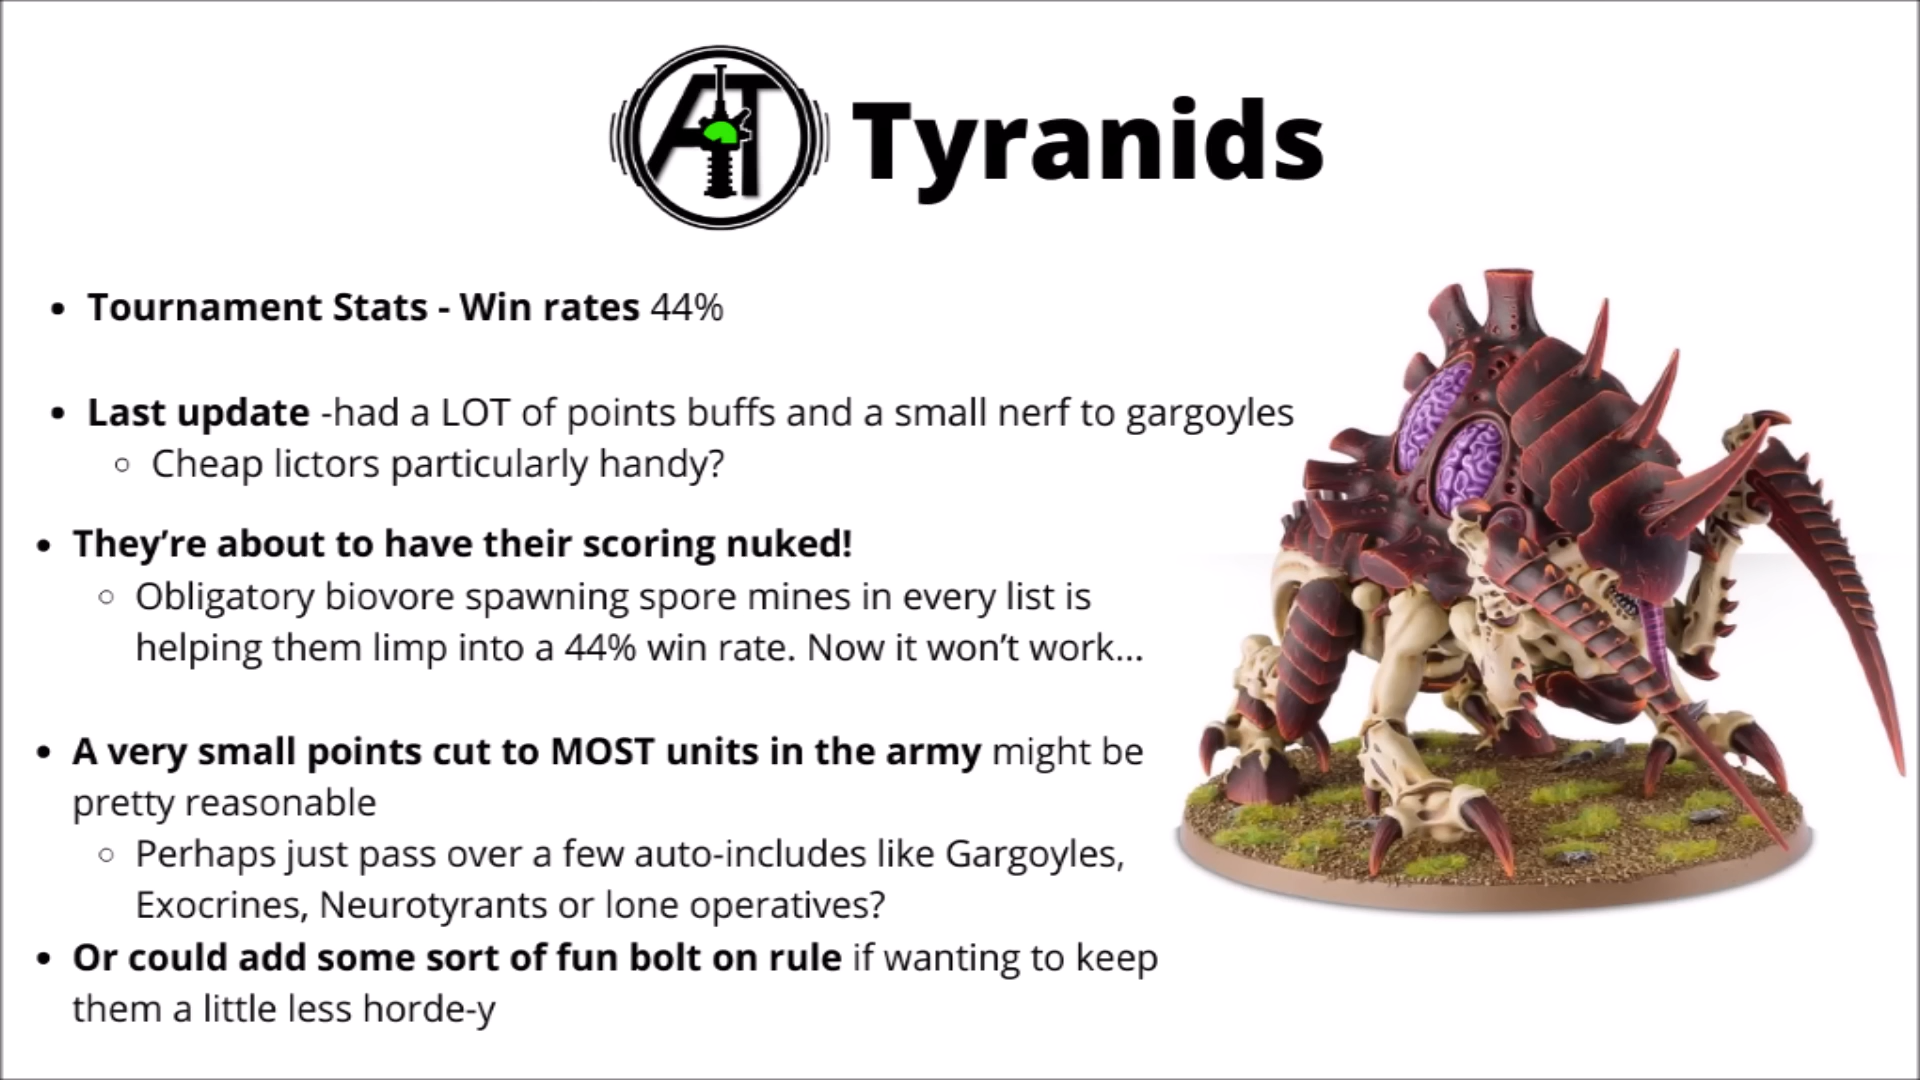 AT
Tyranids
• Tournament Stats - Win rates 44%
• Last update -had a LOT of points buffs and a small nerf to gargoyles
◦ Cheap lictors particularly handy?
• They’re about to have their scoring nuked!
◦ Obligatory biovore spawning spore mines in every list is
helping them limp into a 44% win rate. Now it won’t work...
• A very small points cut to MOST units in the army might be
pretty reasonable
◦ Perhaps just pass over a few auto-includes like Gargoyles,
Exocrines, Neurotyrants or lone operatives?
• Or could add some sort of fun bolt on rule if wanting to keep
them a little less horde-y